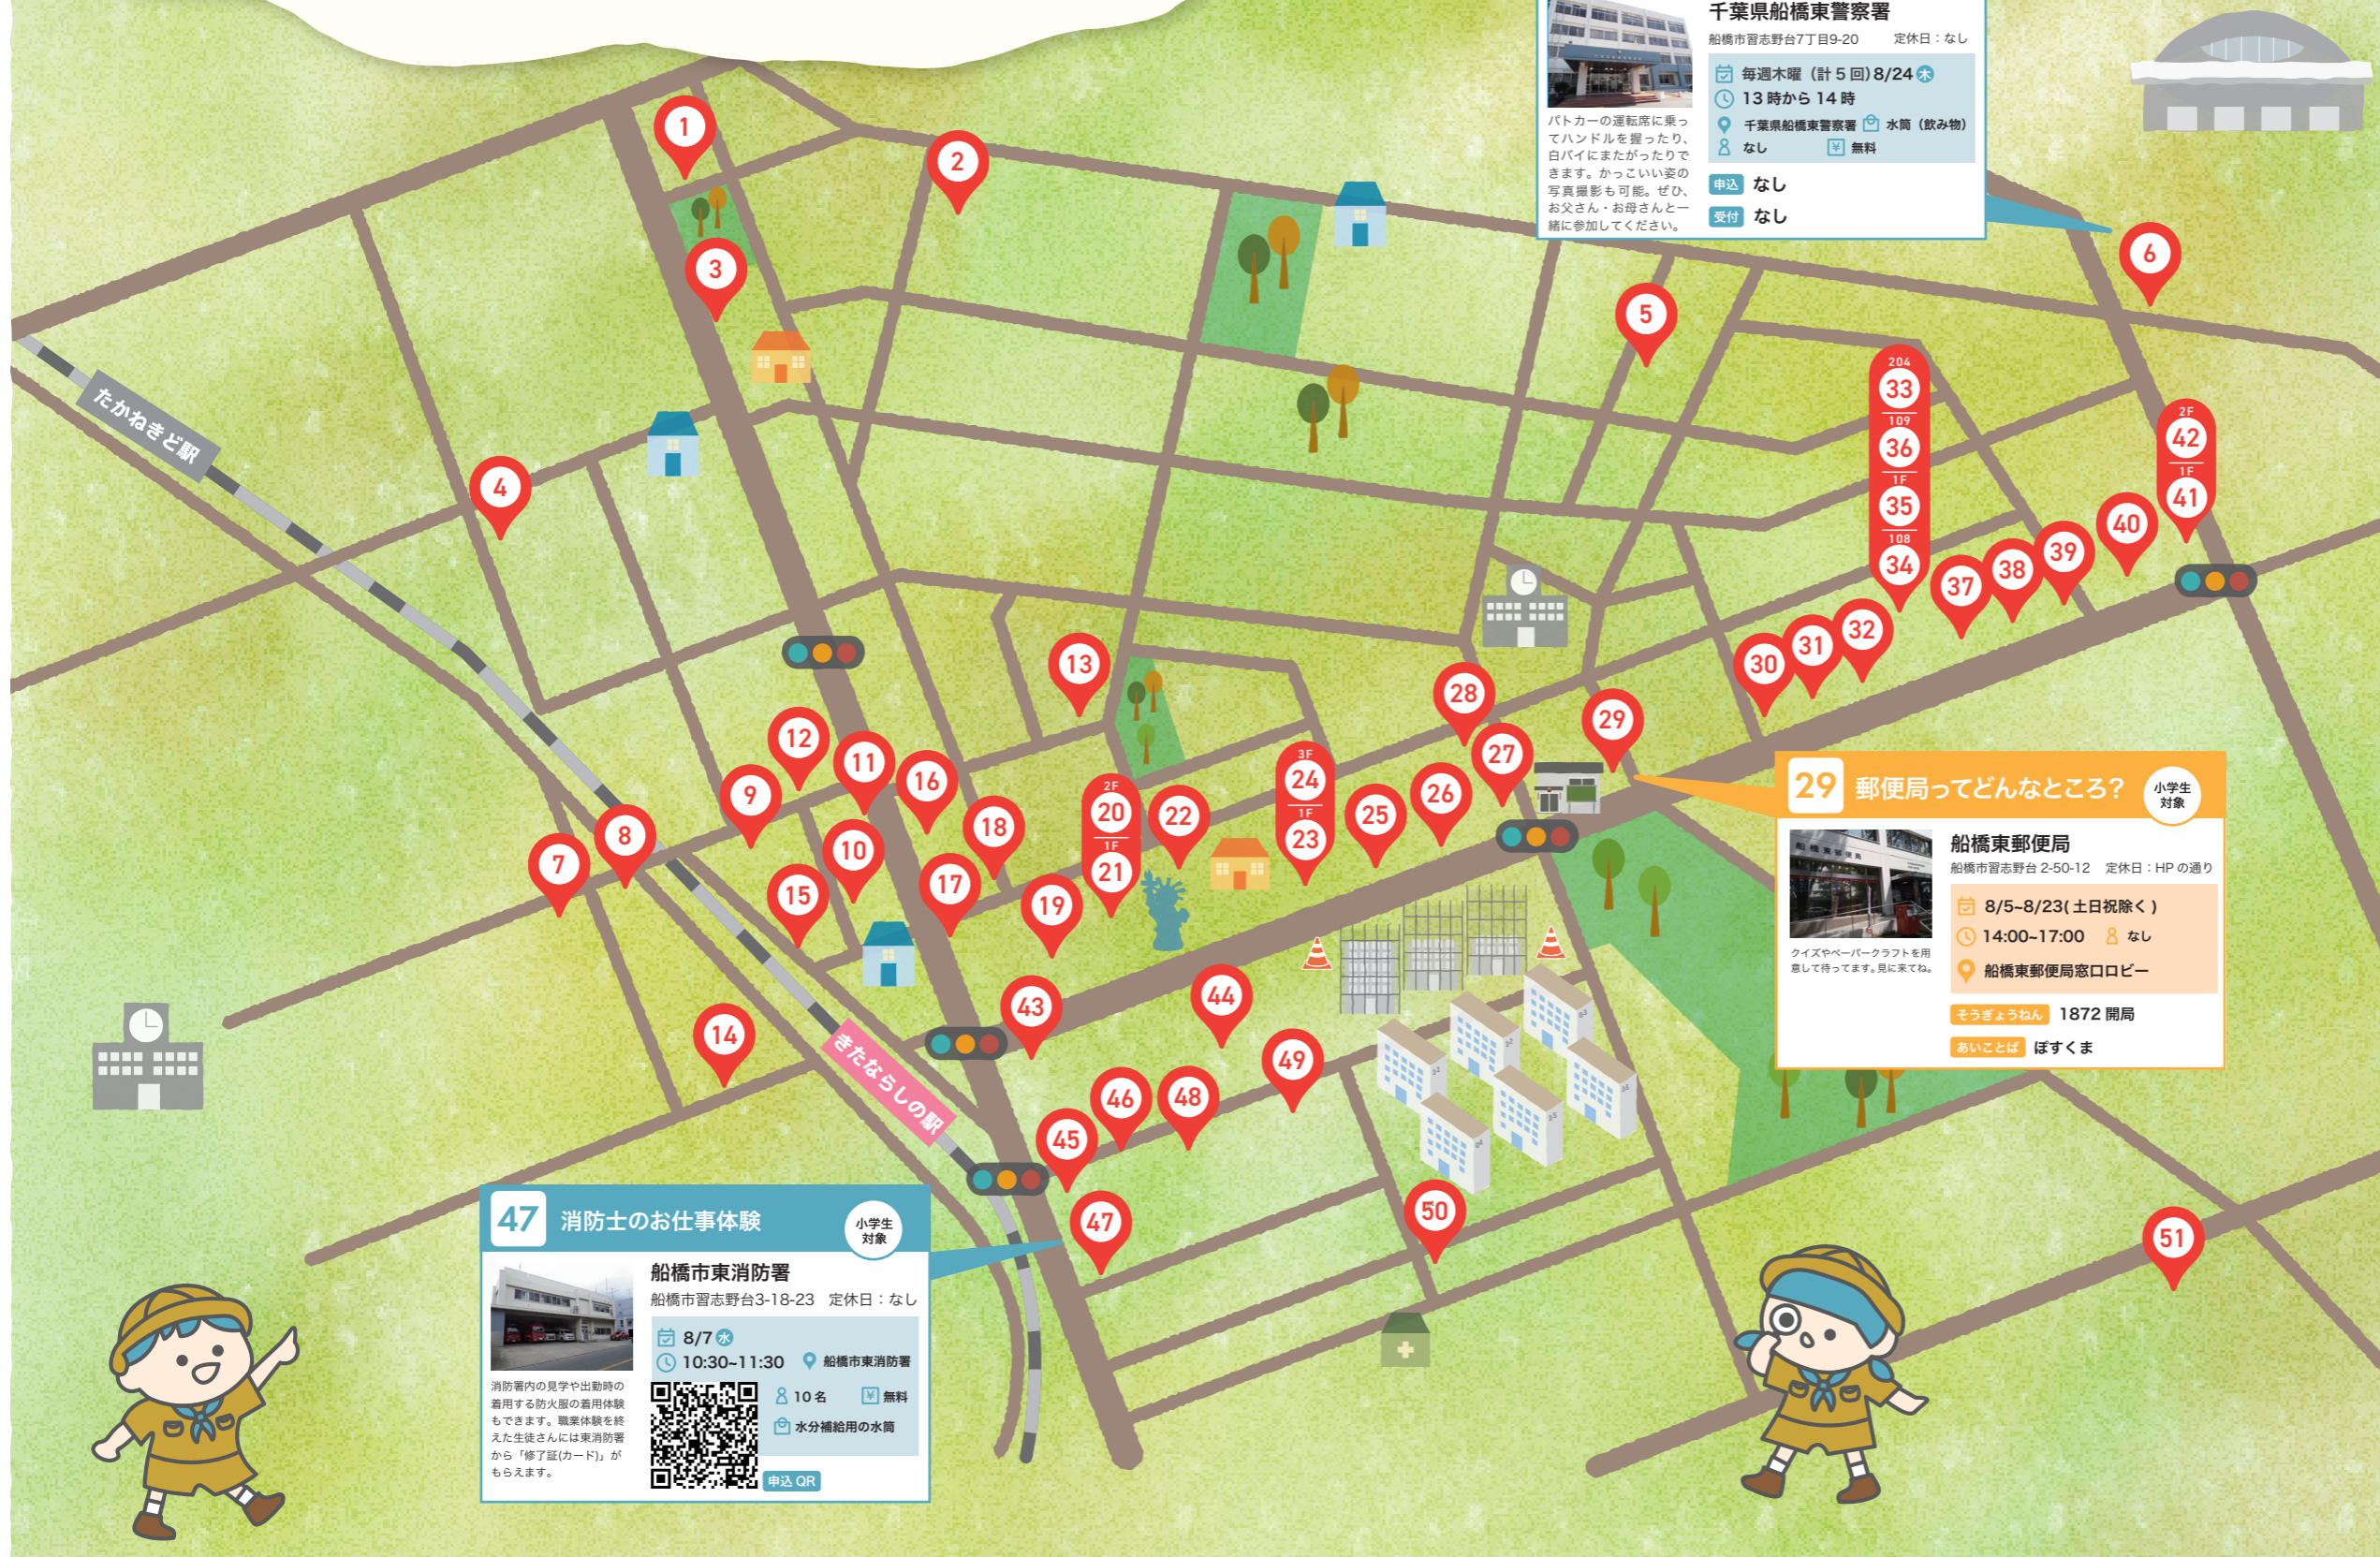 千葉県船橋東警察署
船橋市習志野台7丁目9-20 定休日：なし
毎週木曜（計5回）8/24 木
13時から14時
千葉県船橋東警察署 水筒（飲み物）
なし ¥ 無料
申込 なし
受付 なし
パトカーの運転席に乗っ
てハンドルを握ったり、
白バイにまたがったりで
きます。かっこいい姿の
写真撮影も可能。ぜひ、
お父さん・お母さんと一
緒に参加してください。
1
2
3
4
5
6
たかねきど駅
204
33
109
36
1F
35
108
34
2F
42
1F
41
40
39
38
37
32
31
30
13
28
29
27
12
11
16
9
8
7
10
15
18
17
19
2F
20
1F
21
22
3F
24
1F
23
25
26
14
きたならしの駅
43
44
49
46
48
45
47
50
51
29 郵便局ってどんなところ？ 小学生
対象
船橋東郵便局
船橋市習志野台 2-50-12 定休日：HPの通り
8/5~8/23(土日祝除く)
14:00~17:00 なし
船橋東郵便局窓口ロビー
そうぎょうねん 1872 開局
あいことば ぽすくま
クイズやペーパークラフトを用
意して待ってます。見に来てね。
47 消防士のお仕事体験 小学生
対象
船橋市東消防署
船橋市習志野台3-18-23 定休日：なし
8/7 水
10:30~11:30 船橋市東消防署
10名 ¥ 無料
水分補給用の水筒
申込 QR
消防署内の見学や出動時の
着用する防火服の着用体験
もできます。職業体験を終
えた生徒さんには東消防署
から「修了証(カード)」が
もらえます。